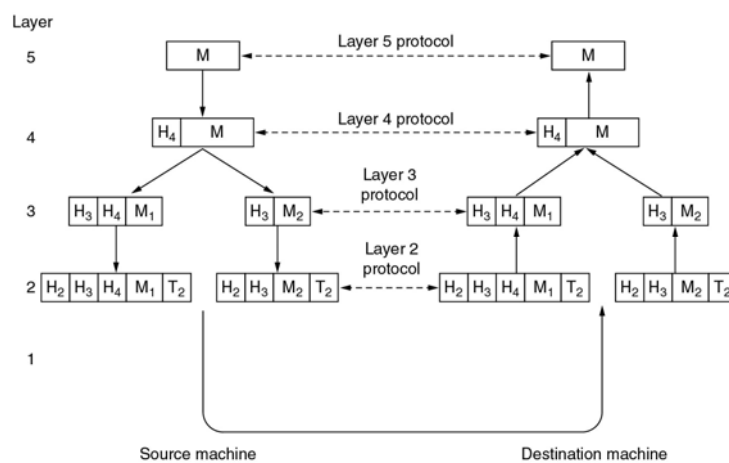 Layer
5 M Layer 5 protocol M
4 H₄ M Layer 4 protocol H₄ M
Layer 3
protocol
3 H₃ H₄ M₁ H₃ M₂ H₃ H₄ M₁ H₃ M₂
Layer 2
protocol
2 H₂ H₃ H₄ M₁ T₂ H₂ H₃ M₂ T₂ H₂ H₃ H₄ M₁ T₂ H₂ H₃ M₂ T₂
1
Source machine Destination machine